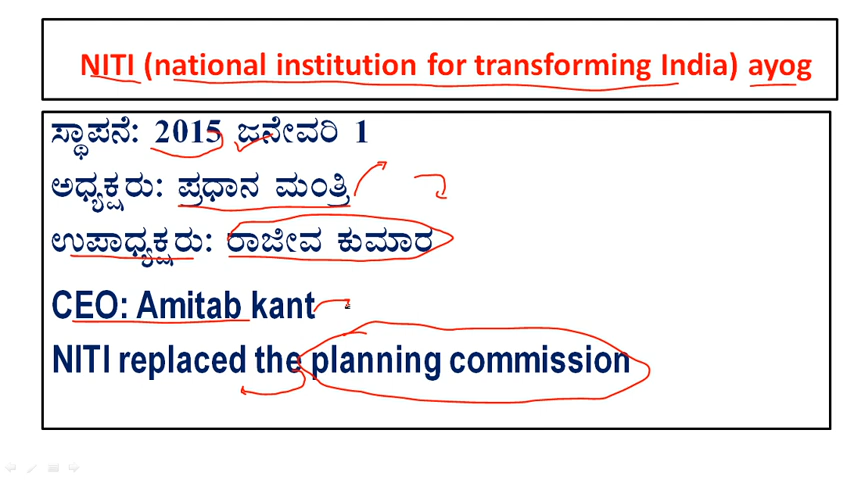 NITI (national institution for transforming India) ayog
ಸ್ಥಾಪನೆ: 2015 ಜನೇವರಿ 1
ಅಧ್ಯಕ್ಷರು: ಪ್ರಧಾನ ಮಂತ್ರಿ
ಉಪಾಧ್ಯಕ್ಷರು: ರಾಜೀವ ಕುಮಾರ
CEO: Amitab kant
NITI replaced the planning commission